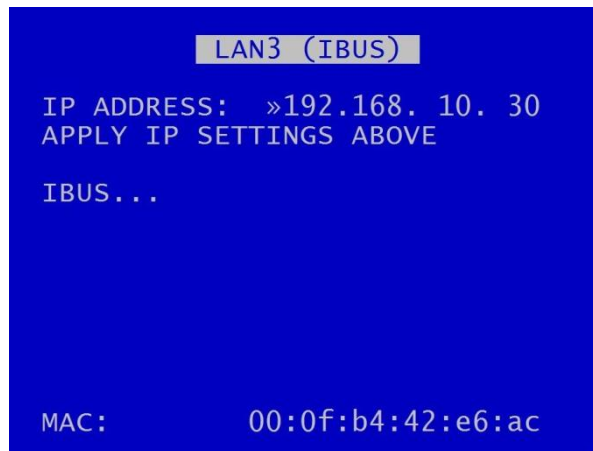 LAN3 (IBUS)
IP ADDRESS: »192.168. 10. 30
APPLY IP SETTINGS ABOVE
IBUS...
MAC: 00:0f:b4:42:e6:ac